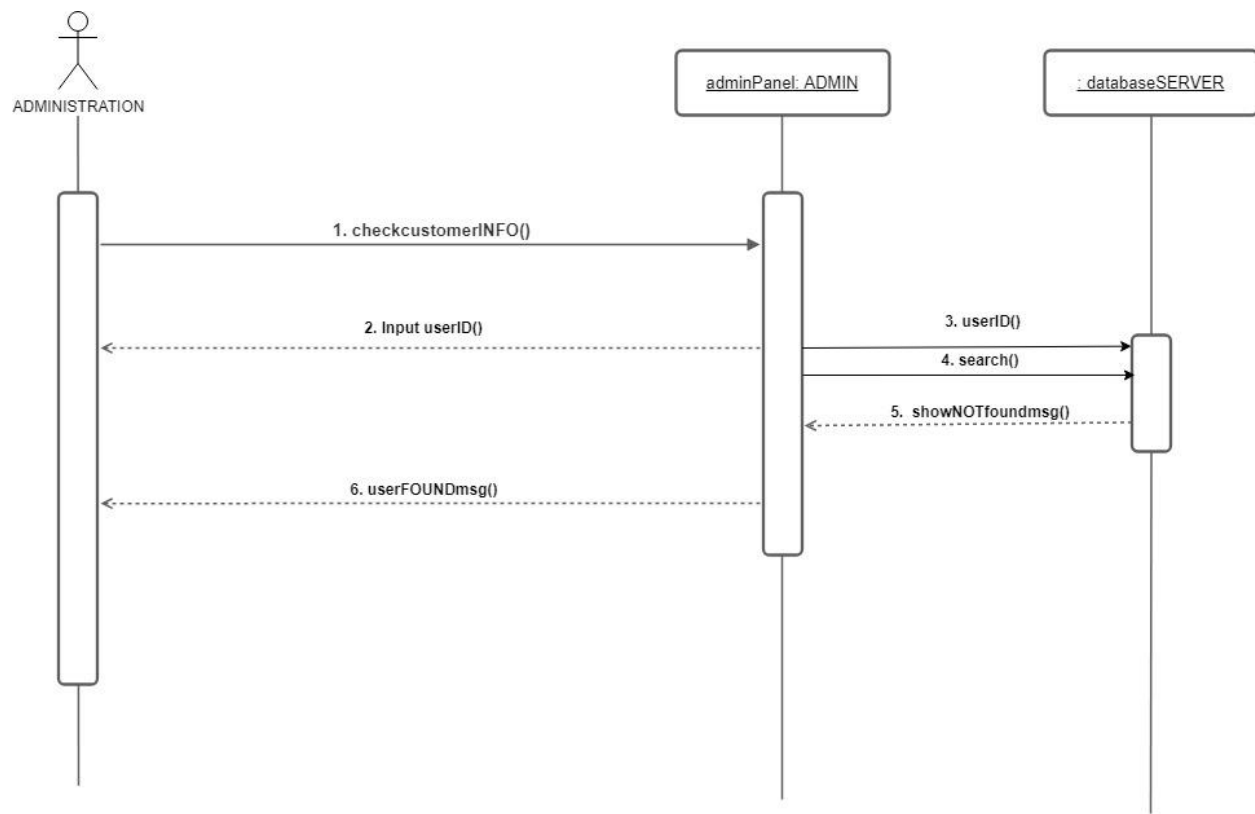 ADMINISTRATION
adminPanel: ADMIN
: databaseSERVER
1. checkcustomerINFO()
2. Input userID()
3. userID()
4. search()
5. showNOTfoundmsg()
6. userFOUNDmsg()